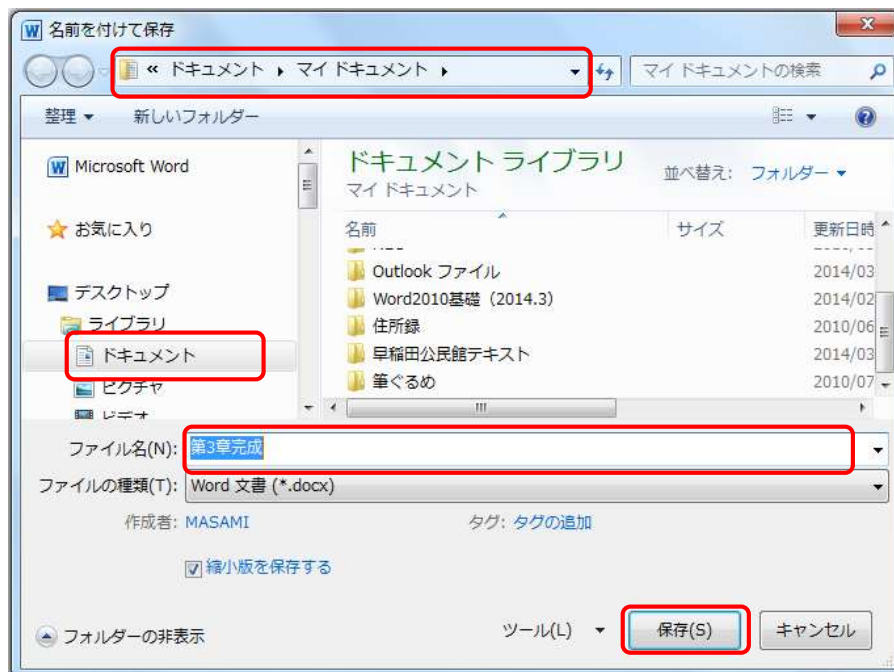 名前を付けて保存
« ドキュメント ▸ マイ ドキュメント ▸
マイ ドキュメントの検索
整理 ▼ 新しいフォルダー
Microsoft Word
お気に入り
デスクトップ
ライブラリ
ドキュメント
ピクチャ
ビデオ
ドキュメント ライブラリ
マイ ドキュメント
並べ替え: フォルダー ▼
名前 サイズ 更新日時
Outlook ファイル 2014/03
Word2010基礎（2014.3） 2014/02
住所録 2010/06
早稲田公民館テキスト 2014/03
筆ぐるめ 2010/07
ファイル名(N): 第3章完成
ファイルの種類(T): Word 文書 (*.docx)
作成者: MASAMI タグ: タグの追加
縮小版を保存する
フォルダーの非表示 ツール(L) ▼ 保存(S) キャンセル